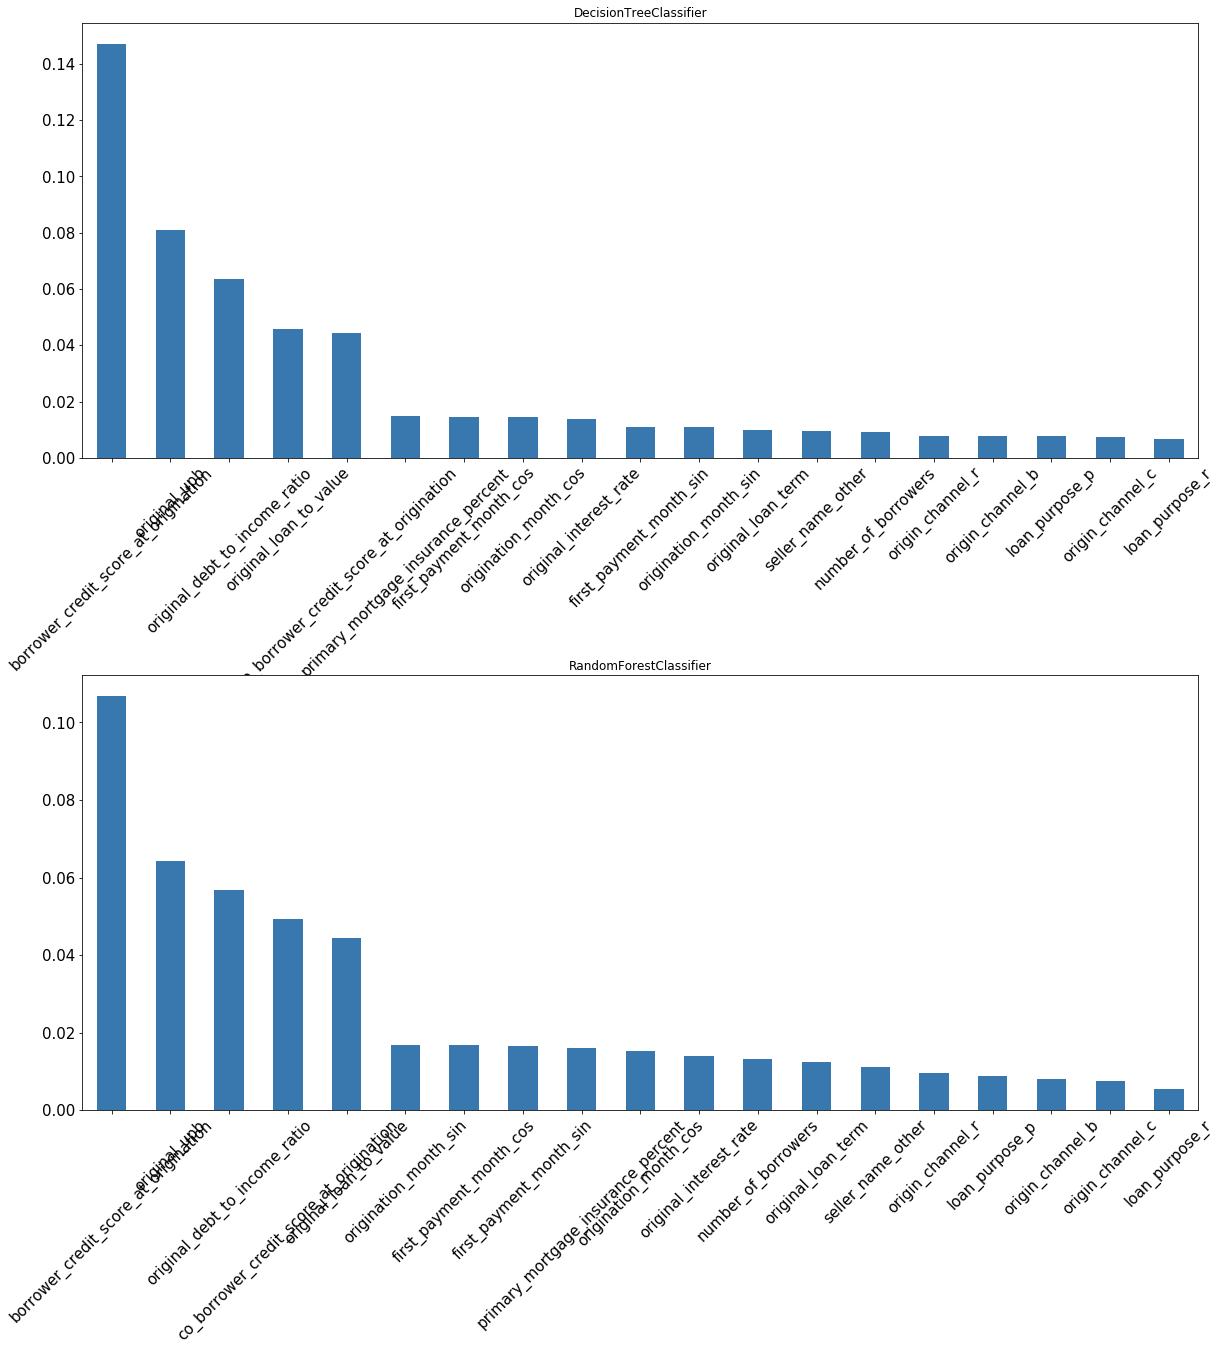 DecisionTreeClassifier
0.14
0.12
0.10
0.08
0.06
0.04
0.02
0.00
borrower_credit_score_at_origination
original_upb
original_debt_to_income_ratio
original_loan_to_value
o_borrower_credit_score_at_origination
primary_mortgage_insurance_percent
first_payment_month_cos
origination_month_cos
original_interest_rate
first_payment_month_sin
origination_month_sin
original_loan_term
seller_name_other
number_of_borrowers
origin_channel_r
origin_channel_b
loan_purpose_p
origin_channel_c
loan_purpose_r
RandomForestClassifier
0.10
0.08
0.06
0.04
0.02
0.00
borrower_credit_score_at_origination
original_upb
original_debt_to_income_ratio
co_borrower_credit_score_at_origination
original_loan_to_value
origination_month_sin
first_payment_month_cos
first_payment_month_sin
primary_mortgage_insurance_percent
origination_month_cos
original_interest_rate
number_of_borrowers
original_loan_term
seller_name_other
origin_channel_r
loan_purpose_p
origin_channel_b
origin_channel_c
loan_purpose_r